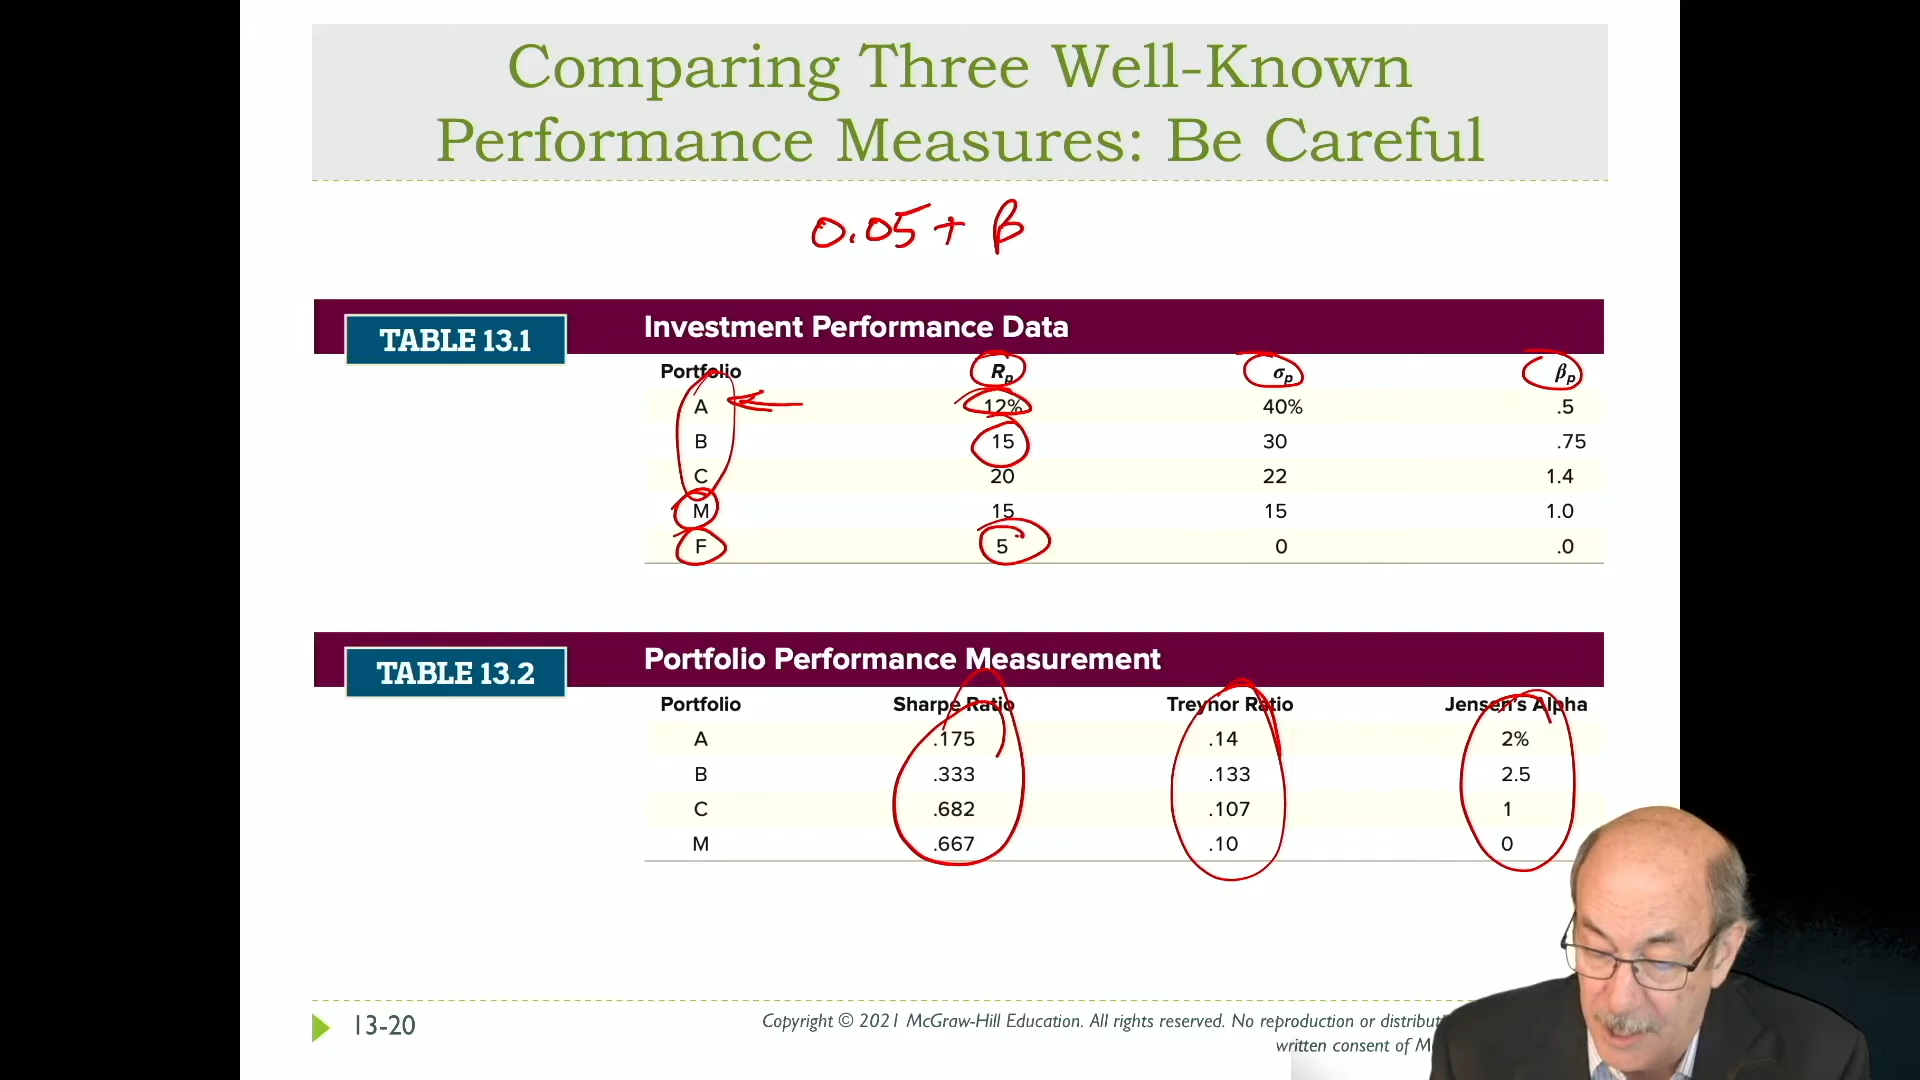 Comparing Three Well-Known
Performance Measures: Be Careful
0.05 + β
TABLE 13.1 Investment Performance Data
Portfolio Rp σp βp
A 12% 40% .5
B 15 30 .75
C 20 22 1.4
M 15 15 1.0
F 5 0 .0
TABLE 13.2 Portfolio Performance Measurement
Portfolio Sharpe Ratio Treynor Ratio Jensen's Alpha
A .175 .14 2%
B .333 .133 2.5
C .682 .107 1
M .667 .10 0
13-20 Copyright © 2021 McGraw-Hill Education. All rights reserved. No reproduction or
written consent of